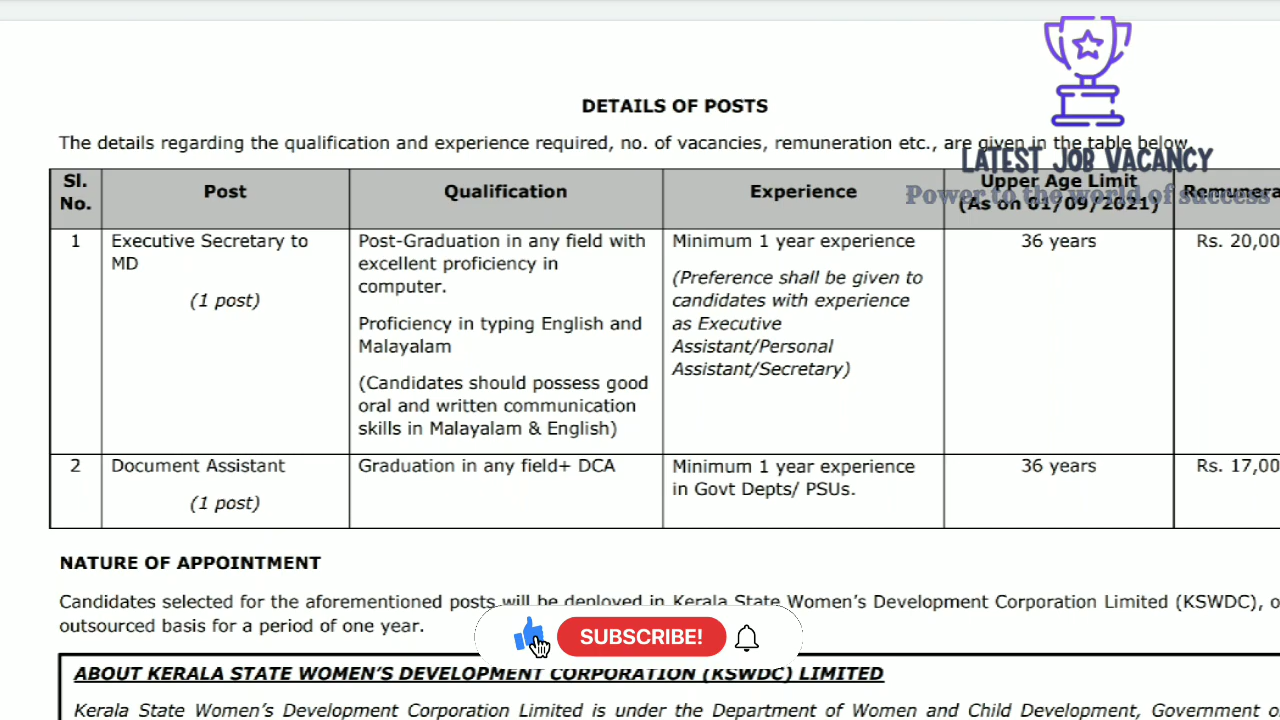 DETAILS OF POSTS
The details regarding the qualification and experience required, no. of vacancies, remuneration etc., are given in the table below.
LATEST JOB VACANCY
Power to the world of success
Sl. No.
Post
Qualification
Experience
Upper Age Limit
(As on 01/09/2021)
1
Executive Secretary to
MD
(1 post)
Post-Graduation in any field with
excellent proficiency in
computer.
Proficiency in typing English and
Malayalam
(Candidates should possess good
oral and written communication
skills in Malayalam & English)
Minimum 1 year experience
(Preference shall be given to
candidates with experience
as Executive
Assistant/Personal
Assistant/Secretary)
36 years
Rs. 20,00
2
Document Assistant
(1 post)
Graduation in any field+ DCA
Minimum 1 year experience
in Govt Depts/ PSUs.
36 years
Rs. 17,00
NATURE OF APPOINTMENT
Candidates selected for the aforementioned posts will be deployed in Kerala State Women's Development Corporation Limited (KSWDC), o
outsourced basis for a period of one year.
SUBSCRIBE!
ABOUT KERALA STATE WOMEN'S DEVELOPMENT CORPORATION (KSWDC) LIMITED
Kerala State Women's Development Corporation Limited is under the Department of Women and Child Development, Government o